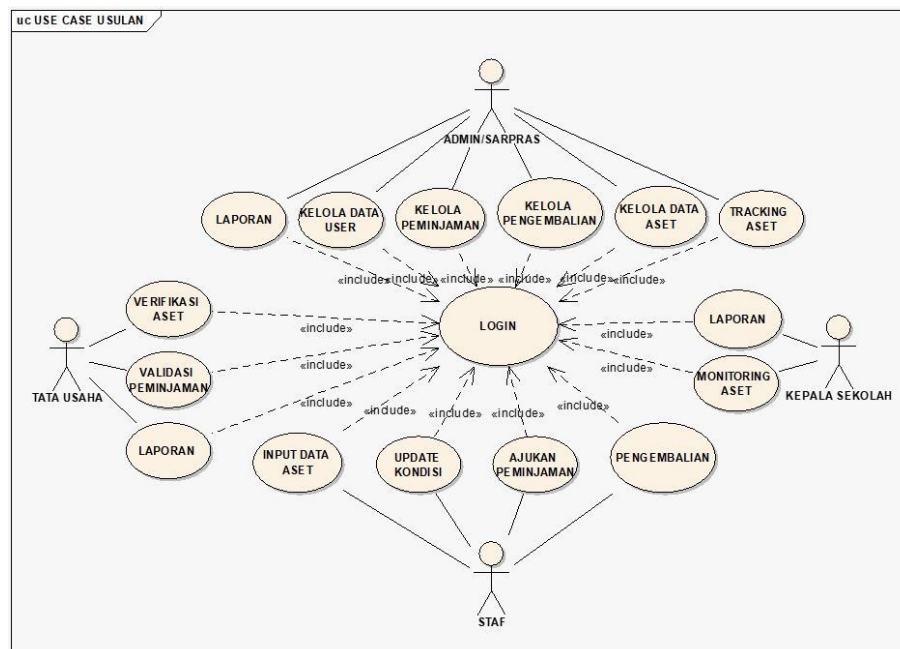 uc USE CASE USULAN
ADMIN/SARPRAS
LAPORAN
KELOLA DATA
USER
KELOLA
PEMINJAMAN
KELOLA
PENGEMBALIAN
KELOLA DATA
ASET
TRACKING
ASET
«include»
«include»
«include»
«include»
«include»
«include»
VERIFIKASI
ASET
«include»
LOGIN
LAPORAN
«include»
TATA USAHA
VALIDASI
PEMINJAMAN
«include»
«include»
MONITORING
ASET
KEPALA SEKOLAH
LAPORAN
«include»
«include»
«include»
«include»
«include»
INPUT DATA
ASET
UPDATE
KONDISI
AJUKAN
PEMINJAMAN
PENGEMBALIAN
STAF